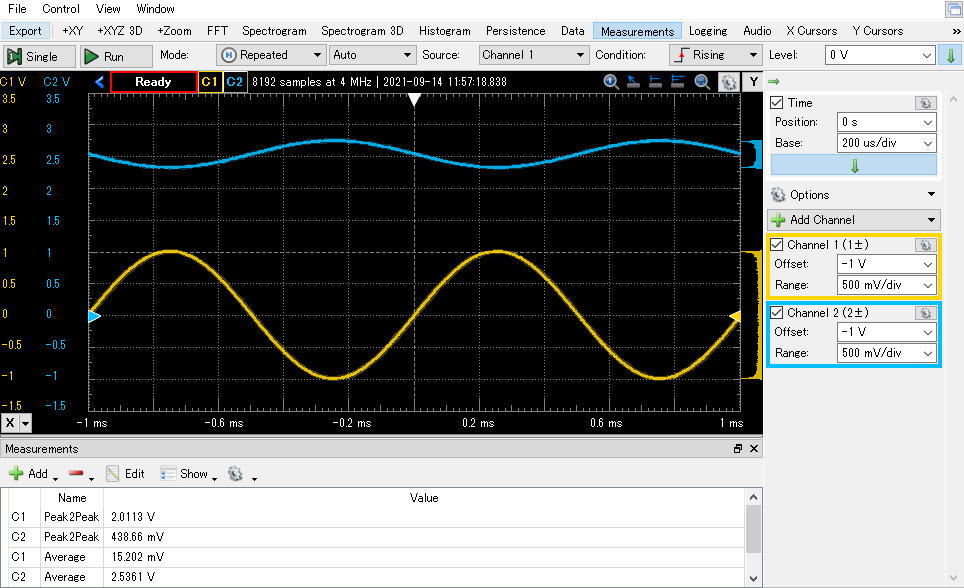 File Control View Window
Export +XY +XYZ 3D +Zoom FFT Spectrogram Spectrogram 3D Histogram Persistence Data Measurements Logging Audio X Cursors Y Cursors »
Single Run Mode: Repeated Auto Source: Channel 1 Condition: Rising Level: 0 V
C1 V C2 V Ready C1 C2 8192 samples at 4 MHz | 2021-09-14 11:57:18.838 Y
3.5 3.5
3 3
2.5 2.5
2 2
1.5 1.5
1 1
0.5 0.5
0 0
-0.5 -0.5
-1 -1
-1.5 -1.5
X -1 ms -0.6 ms -0.2 ms 0.2 ms 0.6 ms 1 ms
Time
Position: 0 s
Base: 200 us/div
Options
Add Channel
Channel 1 (1±)
Offset: -1 V
Range: 500 mV/div
Channel 2 (2±)
Offset: -1 V
Range: 500 mV/div
Measurements
Add Edit Show
Name Value
C1 Peak2Peak 2.0113 V
C2 Peak2Peak 438.66 mV
C1 Average 15.202 mV
C2 Average 2.5361 V